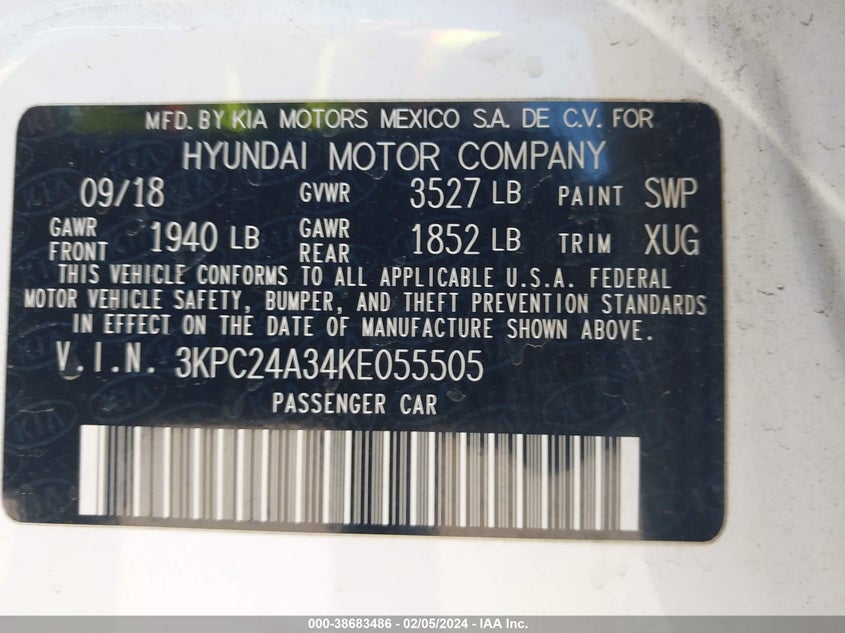 MFD. BY KIA MOTORS MEXICO S.A. DE C.V. FOR
HYUNDAI MOTOR COMPANY
09/18 GVWR 3527 LB PAINT SWP
GAWR FRONT 1940 LB GAWR REAR 1852 LB TRIM XUG
THIS VEHICLE CONFORMS TO ALL APPLICABLE U.S.A. FEDERAL
MOTOR VEHICLE SAFETY, BUMPER, AND THEFT PREVENTION STANDARDS
IN EFFECT ON THE DATE OF MANUFACTURE SHOWN ABOVE.
V.I.N. 3KPC24A34KE055505
PASSENGER CAR
000-38683486 - 02/05/2024 - IAA Inc.